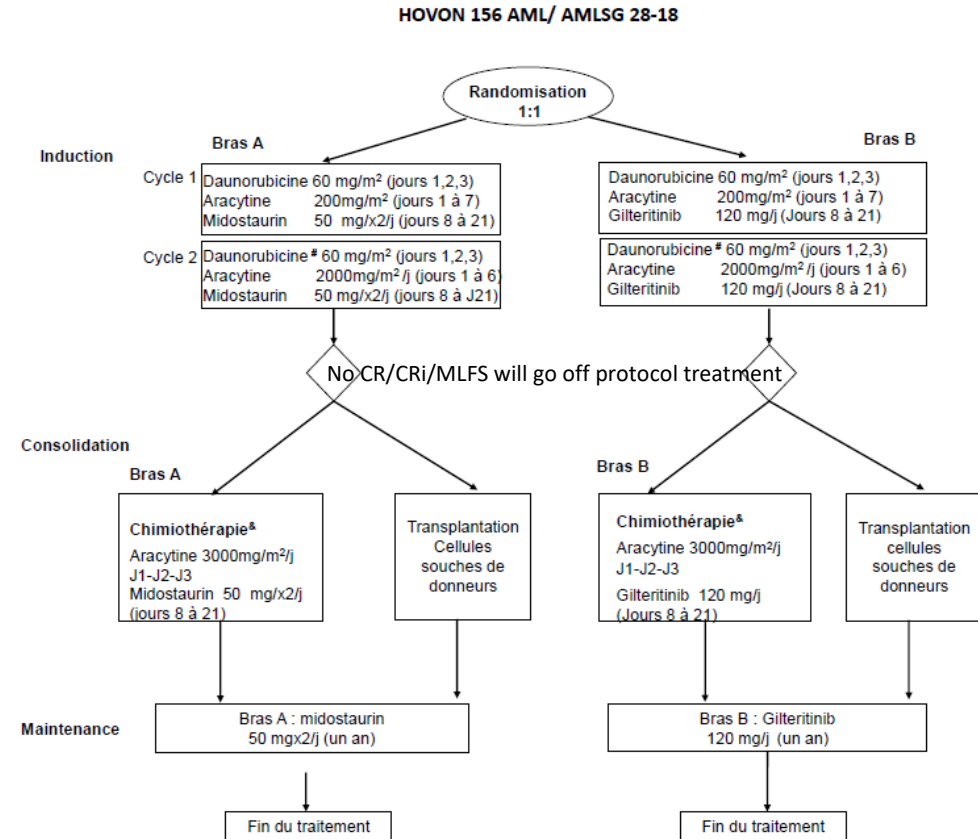 HOVON 156 AML/ AMLSG 28-18
Randomisation
1:1
Induction
Bras A
Bras B
Cycle 1
Daunorubicine 60 mg/m² (jours 1,2,3)
Aracytine 200mg/m² (jours 1 à 7)
Midostaurin 50 mg/x2/j (jours 8 à 21)
Daunorubicine 60 mg/m² (jours 1,2,3)
Aracytine 200mg/m² (jours 1 à 7)
Gilteritinib 120 mg/j (Jours 8 à 21)
Cycle 2
Daunorubicine # 60 mg/m² (jours 1,2,3)
Aracytine 2000mg/m² /j (jours 1 à 6)
Midostaurin 50 mg/x2/j (jours 8 à J21)
Daunorubicine # 60 mg/m² (jours 1,2,3)
Aracytine 2000mg/m² /j (jours 1 à 6)
Gilteritinib 120 mg/j (Jours 8 à 21)
No CR/CRi/MLFS will go off protocol treatment
Consolidation
Bras A
Bras B
Chimiothérapie&
Aracytine 3000mg/m²/j
J1-J2-J3
Midostaurin 50 mg/x2/j
(jours 8 à 21)
Transplantation
Cellules
souches de
donneurs
Chimiothérapie&
Aracytine 3000mg/m²/j
J1-J2-J3
Gilteritinib 120 mg/j
(Jours 8 à 21)
Transplantation
cellules
souches de
donneurs
Maintenance
Bras A : midostaurin
50 mgx2/j (un an)
Bras B : Gilteritinib
120 mg/j (un an)
Fin du traitement
Fin du traitement